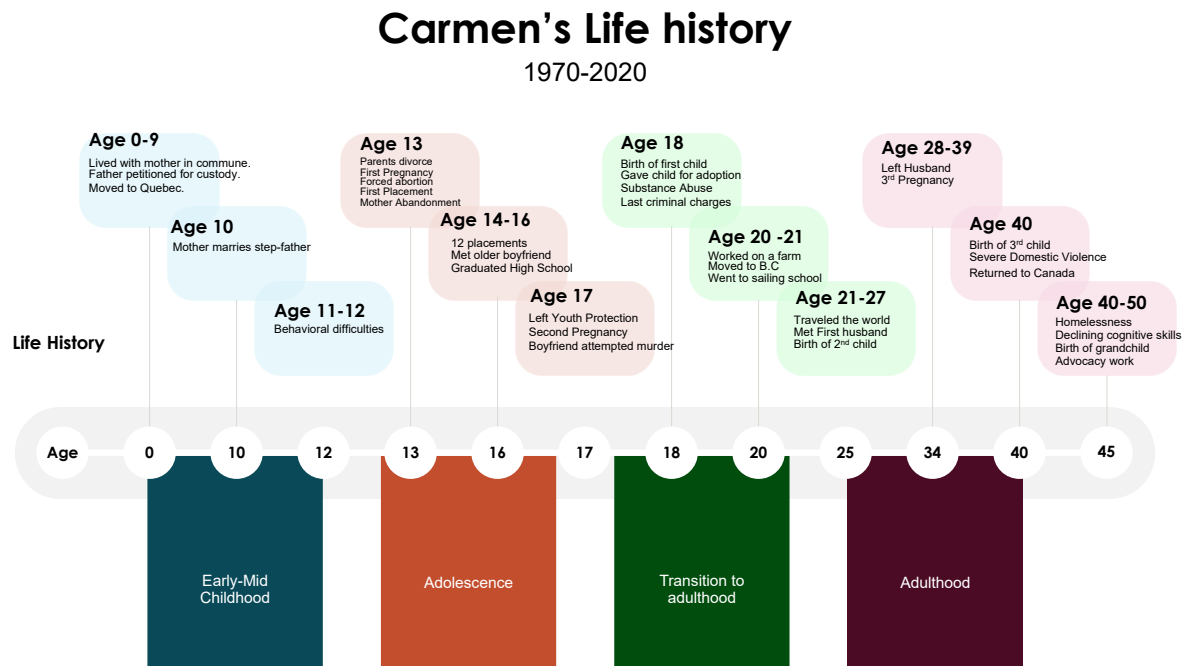 Carmen’s Life history
1970-2020
Age 0-9
Lived with mother in commune.
Father petitioned for custody.
Moved to Quebec.
Age 10
Mother marries step-father
Age 11-12
Behavioral difficulties
Age 13
Parents divorce
First Pregnancy
Forced abortion
First Placement
Mother Abandonment
Age 14-16
12 placements
Met older boyfriend
Graduated High School
Age 17
Left Youth Protection
Second Pregnancy
Boyfriend attempted murder
Age 18
Birth of first child
Gave child for adoption
Substance Abuse
Last criminal charges
Age 20 -21
Worked on a farm
Moved to B.C
Went to sailing school
Age 21-27
Traveled the world
Met First husband
Birth of 2nd child
Age 28-39
Left Husband
3rd Pregnancy
Age 40
Birth of 3rd child
Severe Domestic Violence
Returned to Canada
Age 40-50
Homelessness
Declining cognitive skills
Birth of grandchild
Advocacy work
Life History
Age 0 10 12 13 16 17 18 20 25 34 40 45
Early-Mid
Childhood
Adolescence
Transition to
adulthood
Adulthood